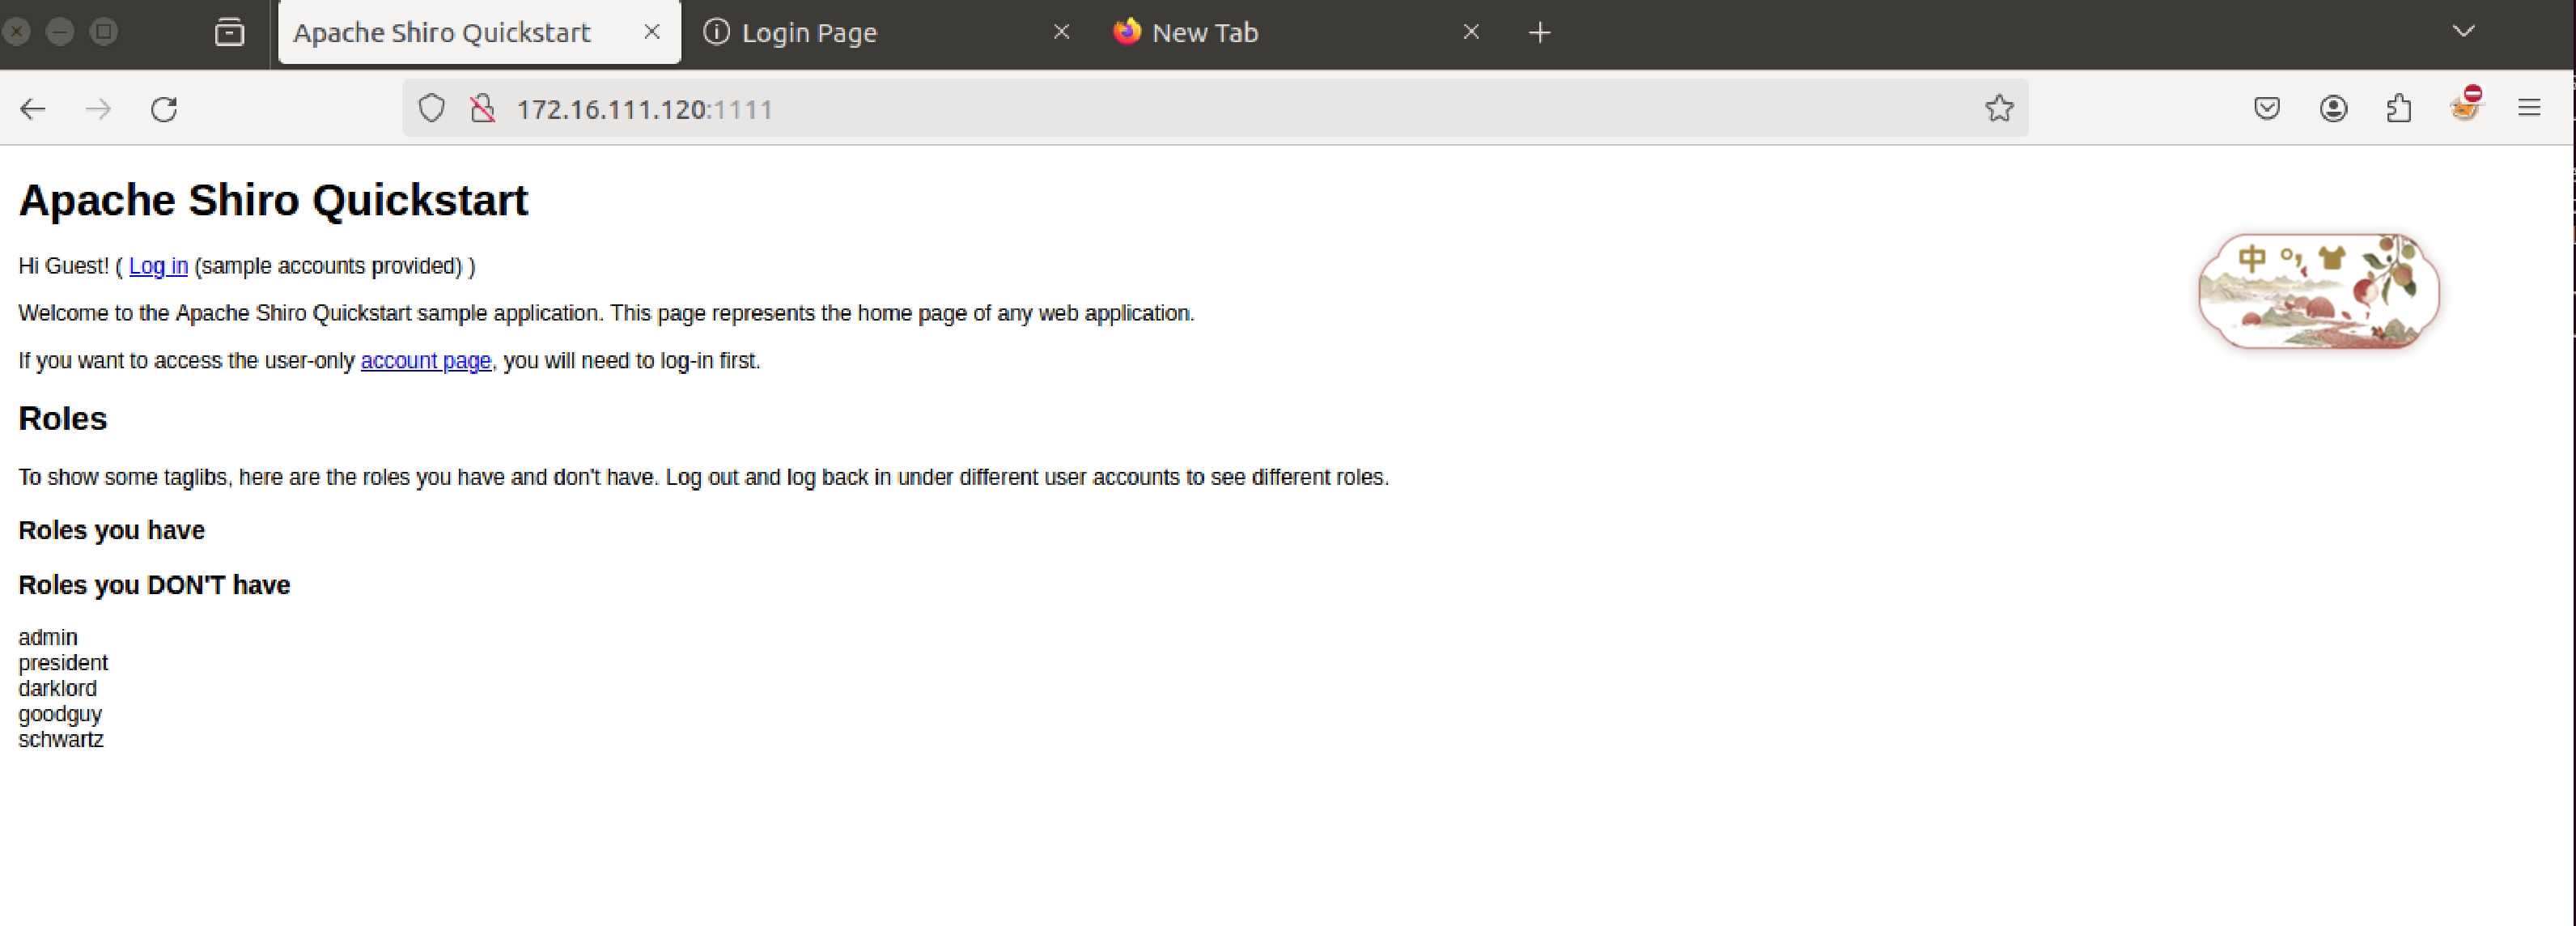 Apache Shiro Quickstart
Login Page
New Tab
172.16.111.120:1111
Apache Shiro Quickstart
Hi Guest! ( Log in (sample accounts provided) )
中
Welcome to the Apache Shiro Quickstart sample application. This page represents the home page of any web application.
If you want to access the user-only account page, you will need to log-in first.
Roles
To show some taglibs, here are the roles you have and don't have. Log out and log back in under different user accounts to see different roles.
Roles you have
Roles you DON'T have
admin
president
darklord
goodguy
schwartz